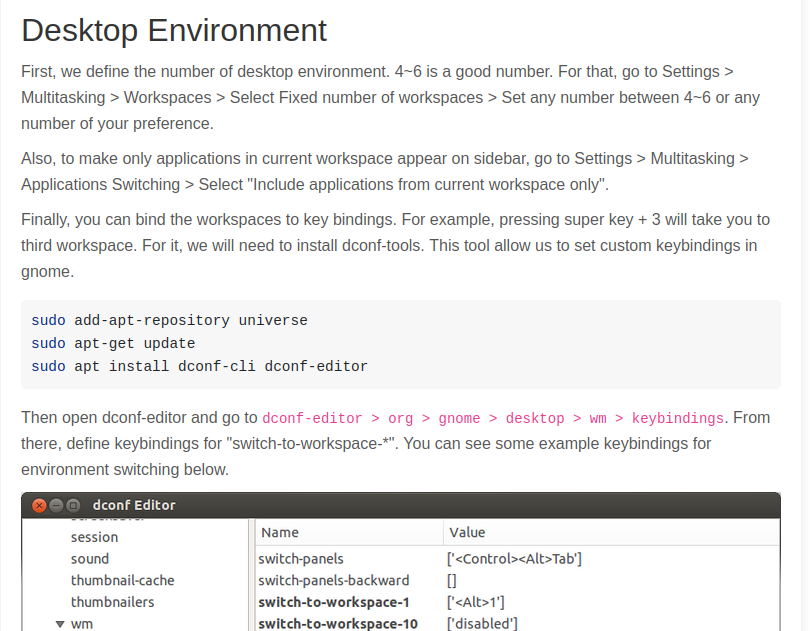 Desktop Environment
First, we define the number of desktop environment. 4~6 is a good number. For that, go to Settings >
Multitasking > Workspaces > Select Fixed number of workspaces > Set any number between 4~6 or any
number of your preference.
Also, to make only applications in current workspace appear on sidebar, go to Settings > Multitasking >
Applications Switching > Select "Include applications from current workspace only".
Finally, you can bind the workspaces to key bindings. For example, pressing super key + 3 will take you to
third workspace. For it, we will need to install dconf-tools. This tool allow us to set custom keybindings in
gnome.
sudo add-apt-repository universe
sudo apt-get update
sudo apt install dconf-cli dconf-editor
Then open dconf-editor and go to dconf-editor > org > gnome > desktop > wm > keybindings. From
there, define keybindings for "switch-to-workspace-*". You can see some example keybindings for
environment switching below.
dconf Editor
Name Value
session
sound switch-panels ['<Control><Alt>Tab']
thumbnail-cache switch-panels-backward []
thumbnailers switch-to-workspace-1 ['<Alt>1']
wm switch-to-workspace-10 ['disabled']